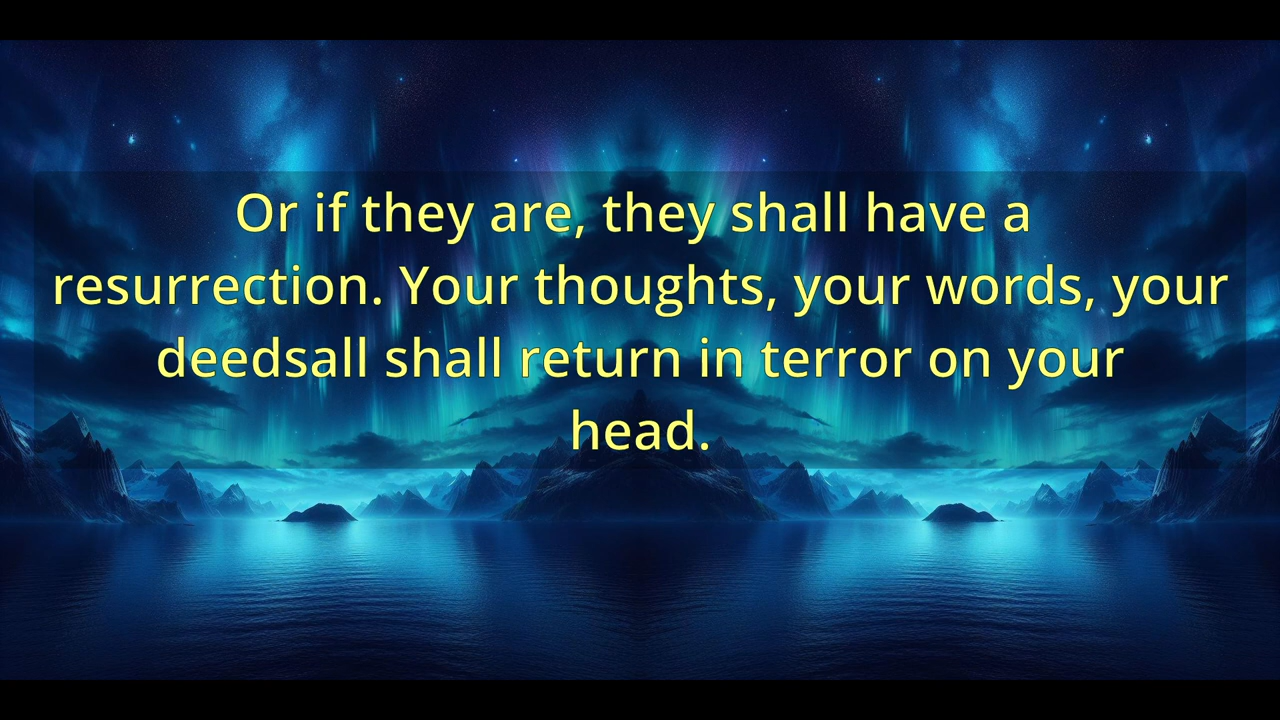 Or if they are, they shall have a
resurrection. Your thoughts, your words, your
deedsall shall return in terror on your
head.